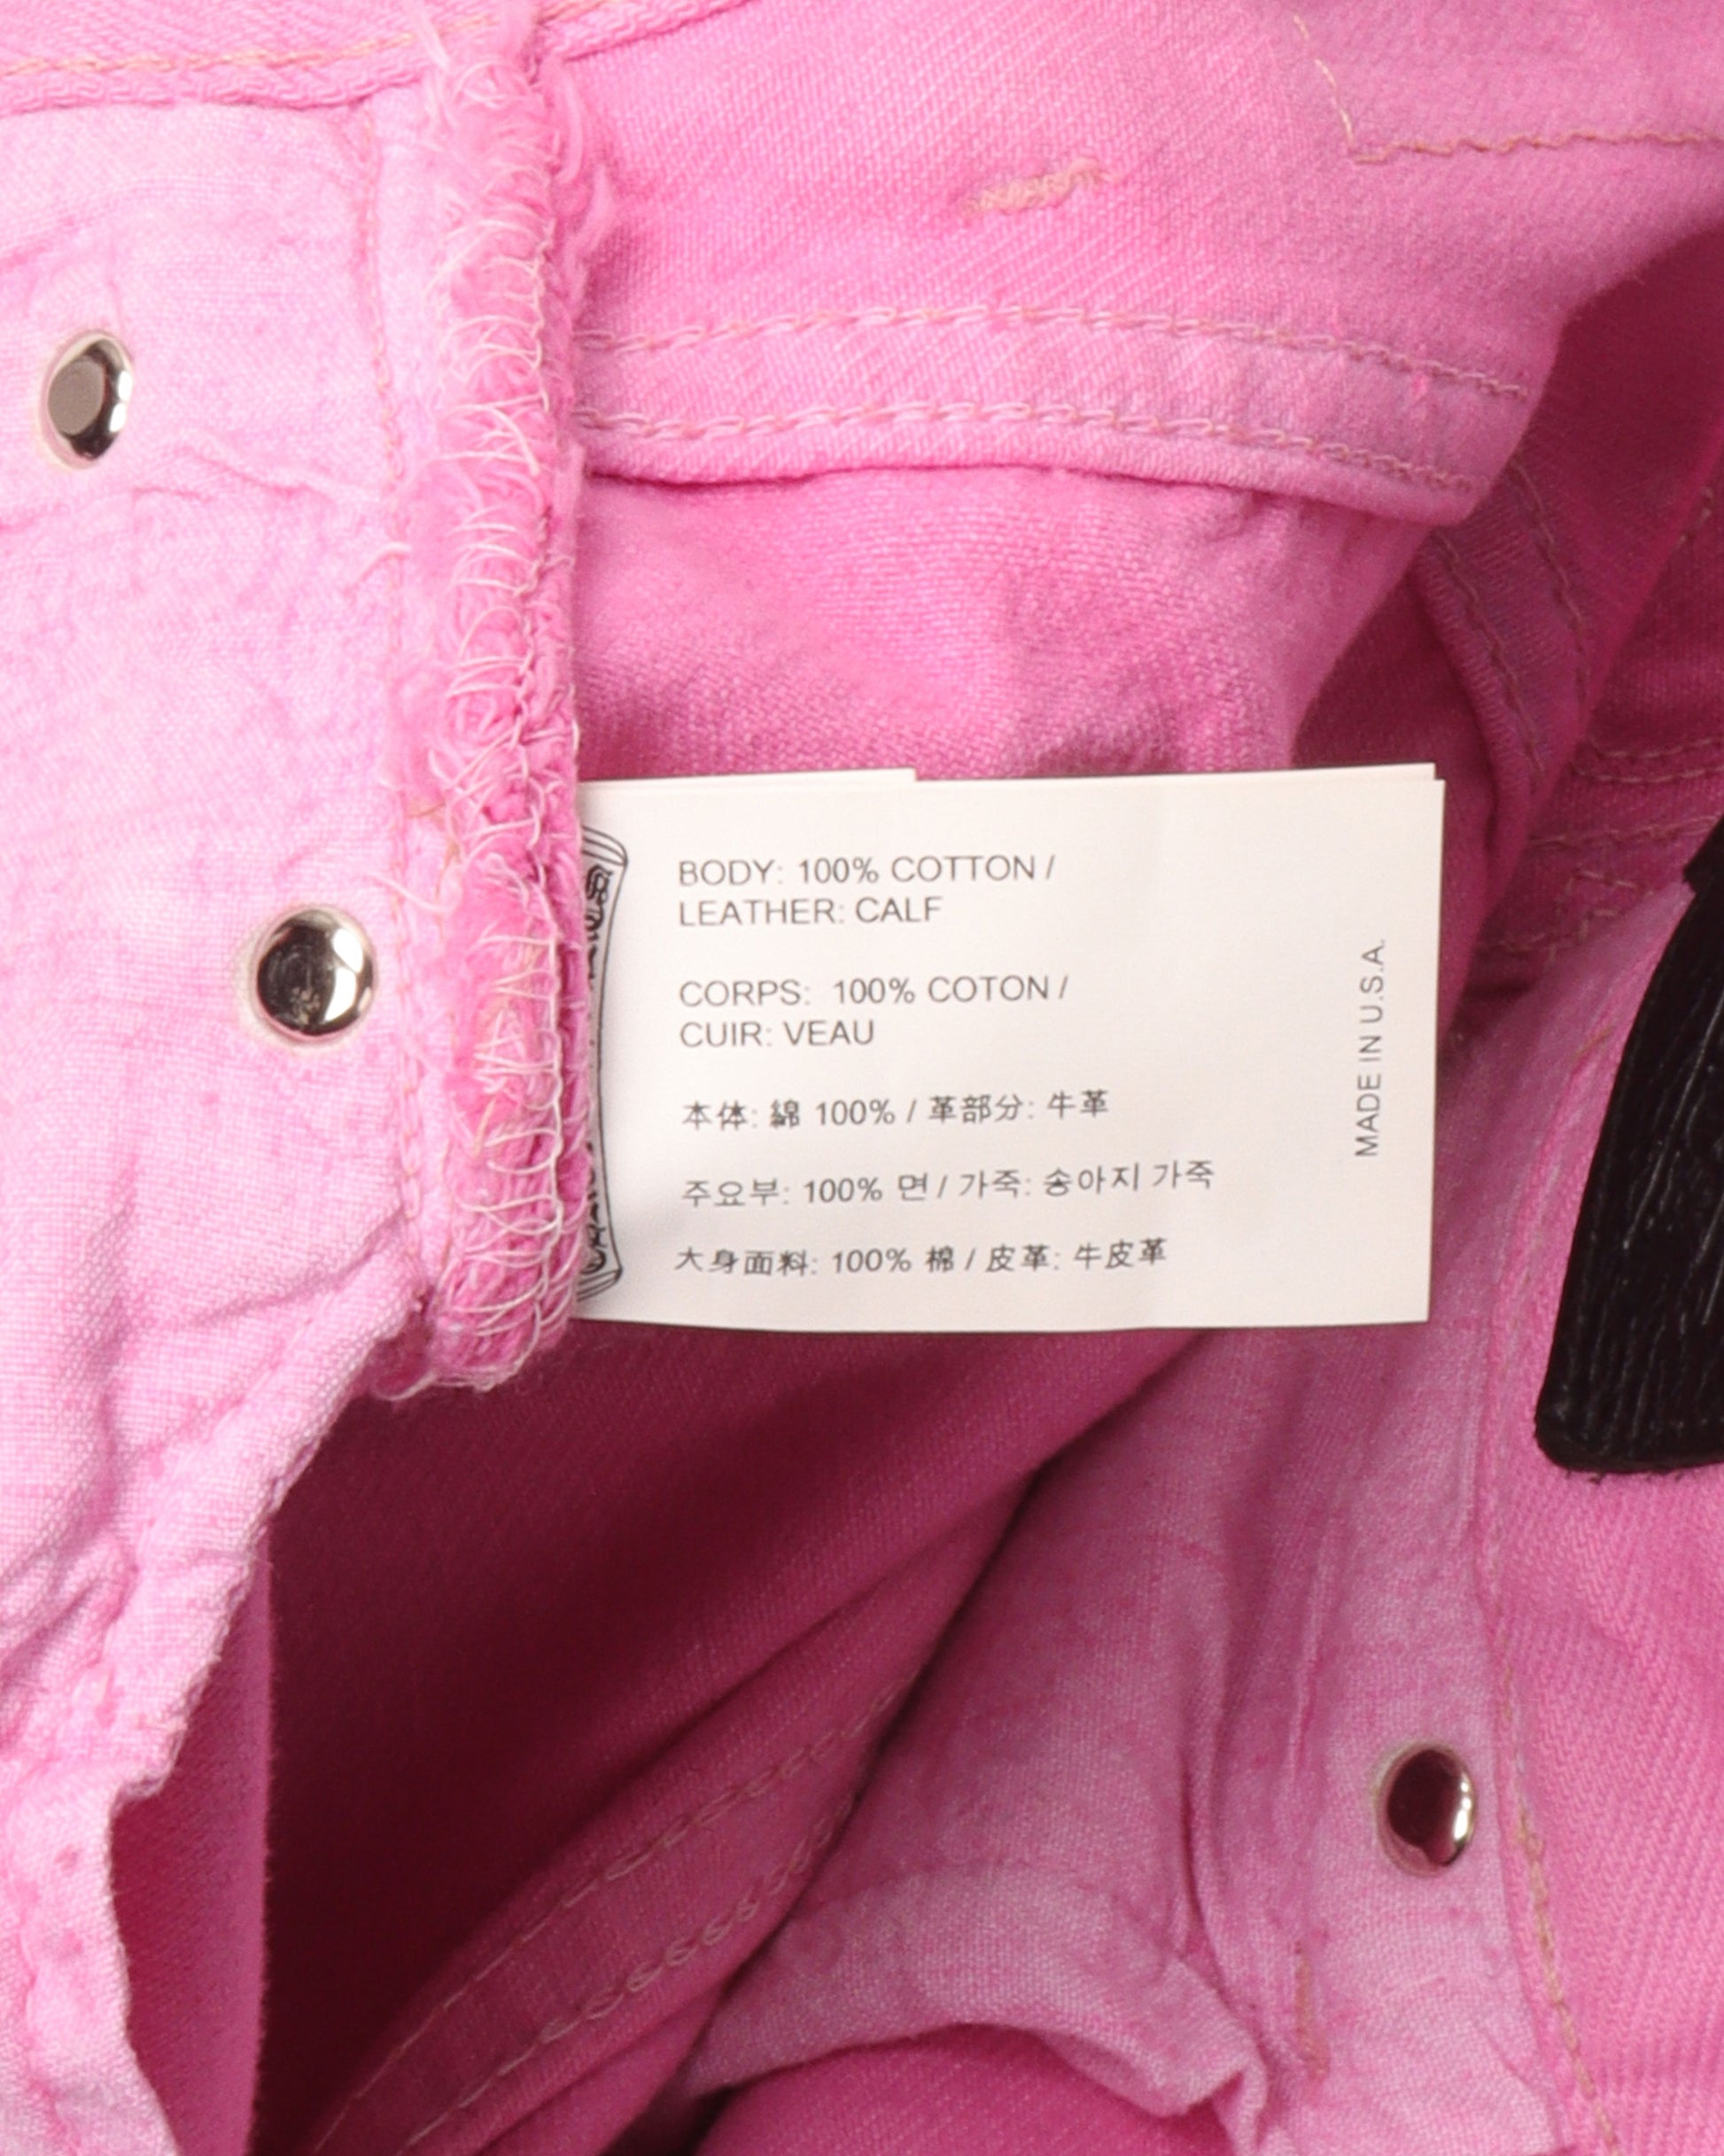 BODY: 100% COTTON /
LEATHER: CALF
CORPS: 100% COTON /
CUIR: VEAU
本体: 綿 100% / 革部分: 牛革
주요부: 100% 면 / 가죽: 송아지 가죽
大身面料: 100% 棉 / 皮革: 牛皮革
MADE IN U.S.A.